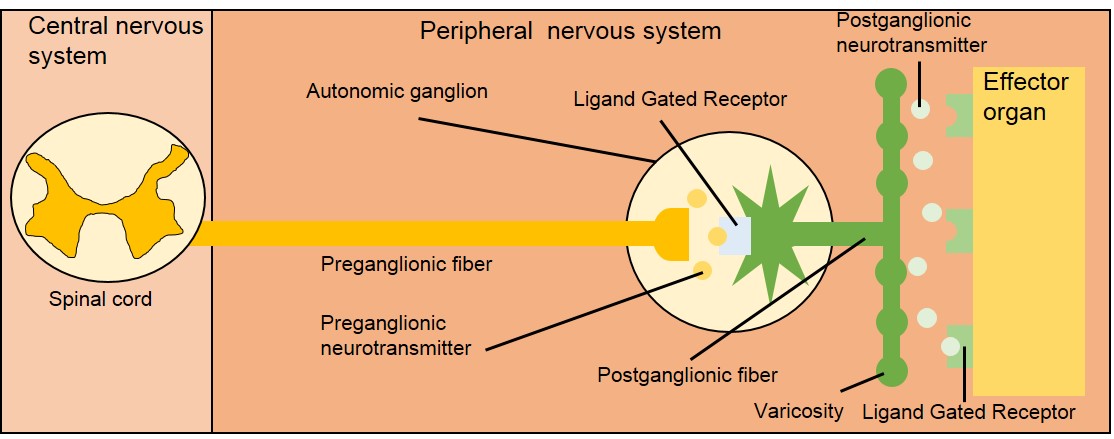 Central nervous
system
Peripheral nervous system
Postganglionic
neurotransmitter
Autonomic ganglion
Ligand Gated Receptor
Effector
organ
Preganglionic fiber
Spinal cord
Preganglionic
neurotransmitter
Postganglionic fiber
Varicosity
Ligand Gated Receptor